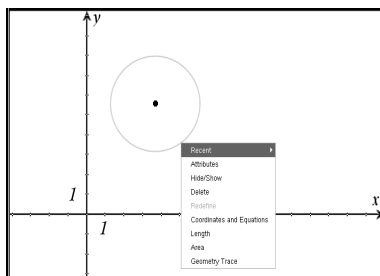 y
Recent
Attributes
Hide/Show
Delete
Redefine
Coordinates and Equations
Length
Area
Geometry Trace
1
x
1